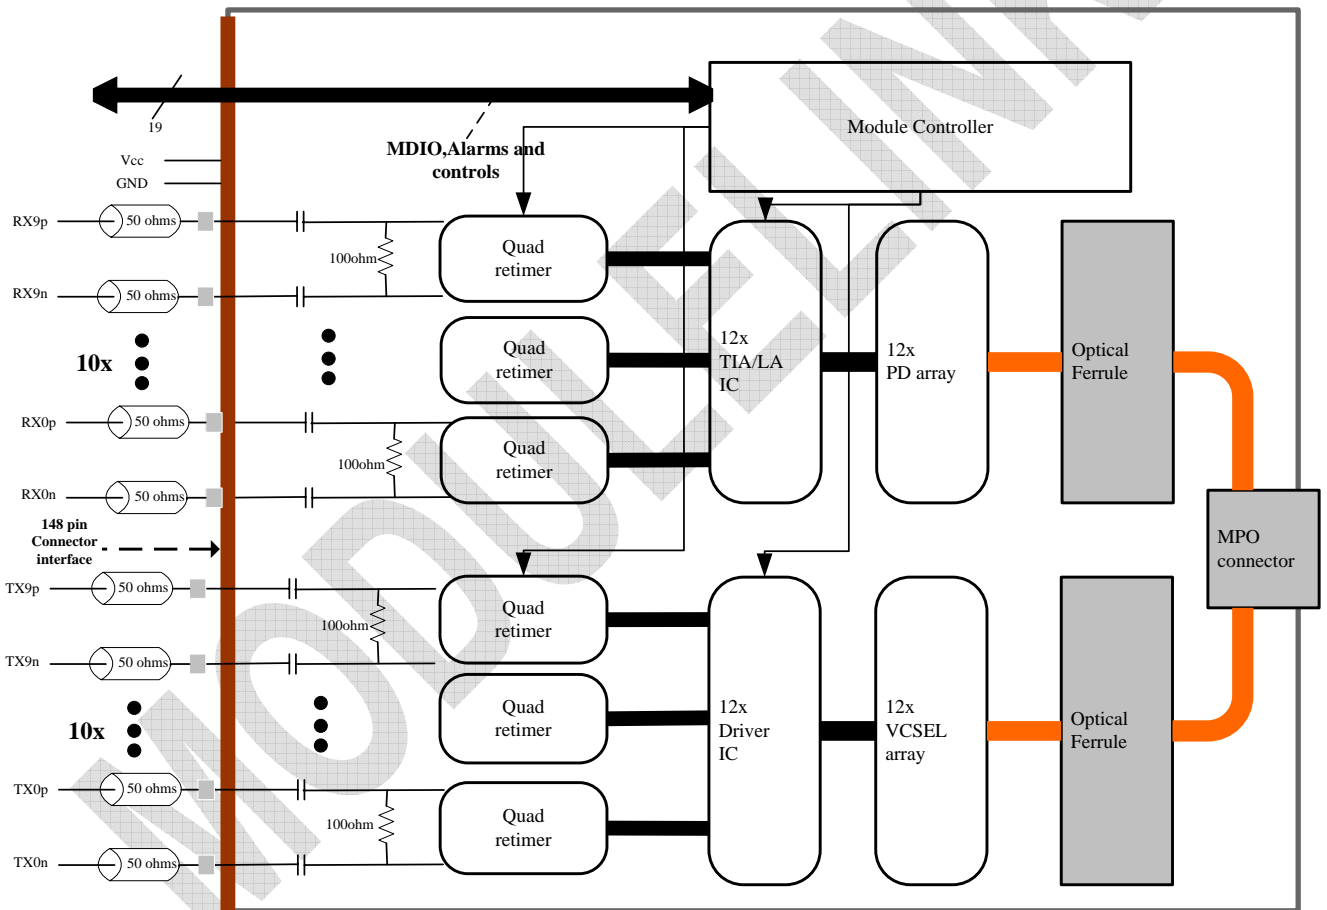 19
MDIO,Alarms and
controls
Module Controller
Vcc
GND
RX9p
50 ohms
100ohm
RX9n
50 ohms
Quad
retimer
10x
Quad
retimer
12x
TIA/LA
IC
12x
PD array
Optical
Ferrule
RX0p
50 ohms
100ohm
Quad
retimer
RX0n
50 ohms
148 pin
Connector
interface
MPO
connector
TX9p
50 ohms
100ohm
Quad
retimer
TX9n
50 ohms
10x
Quad
retimer
12x
Driver
IC
12x
VCSEL
array
Optical
Ferrule
TX0p
50 ohms
100ohm
Quad
retimer
TX0n
50 ohms
MODULELINK